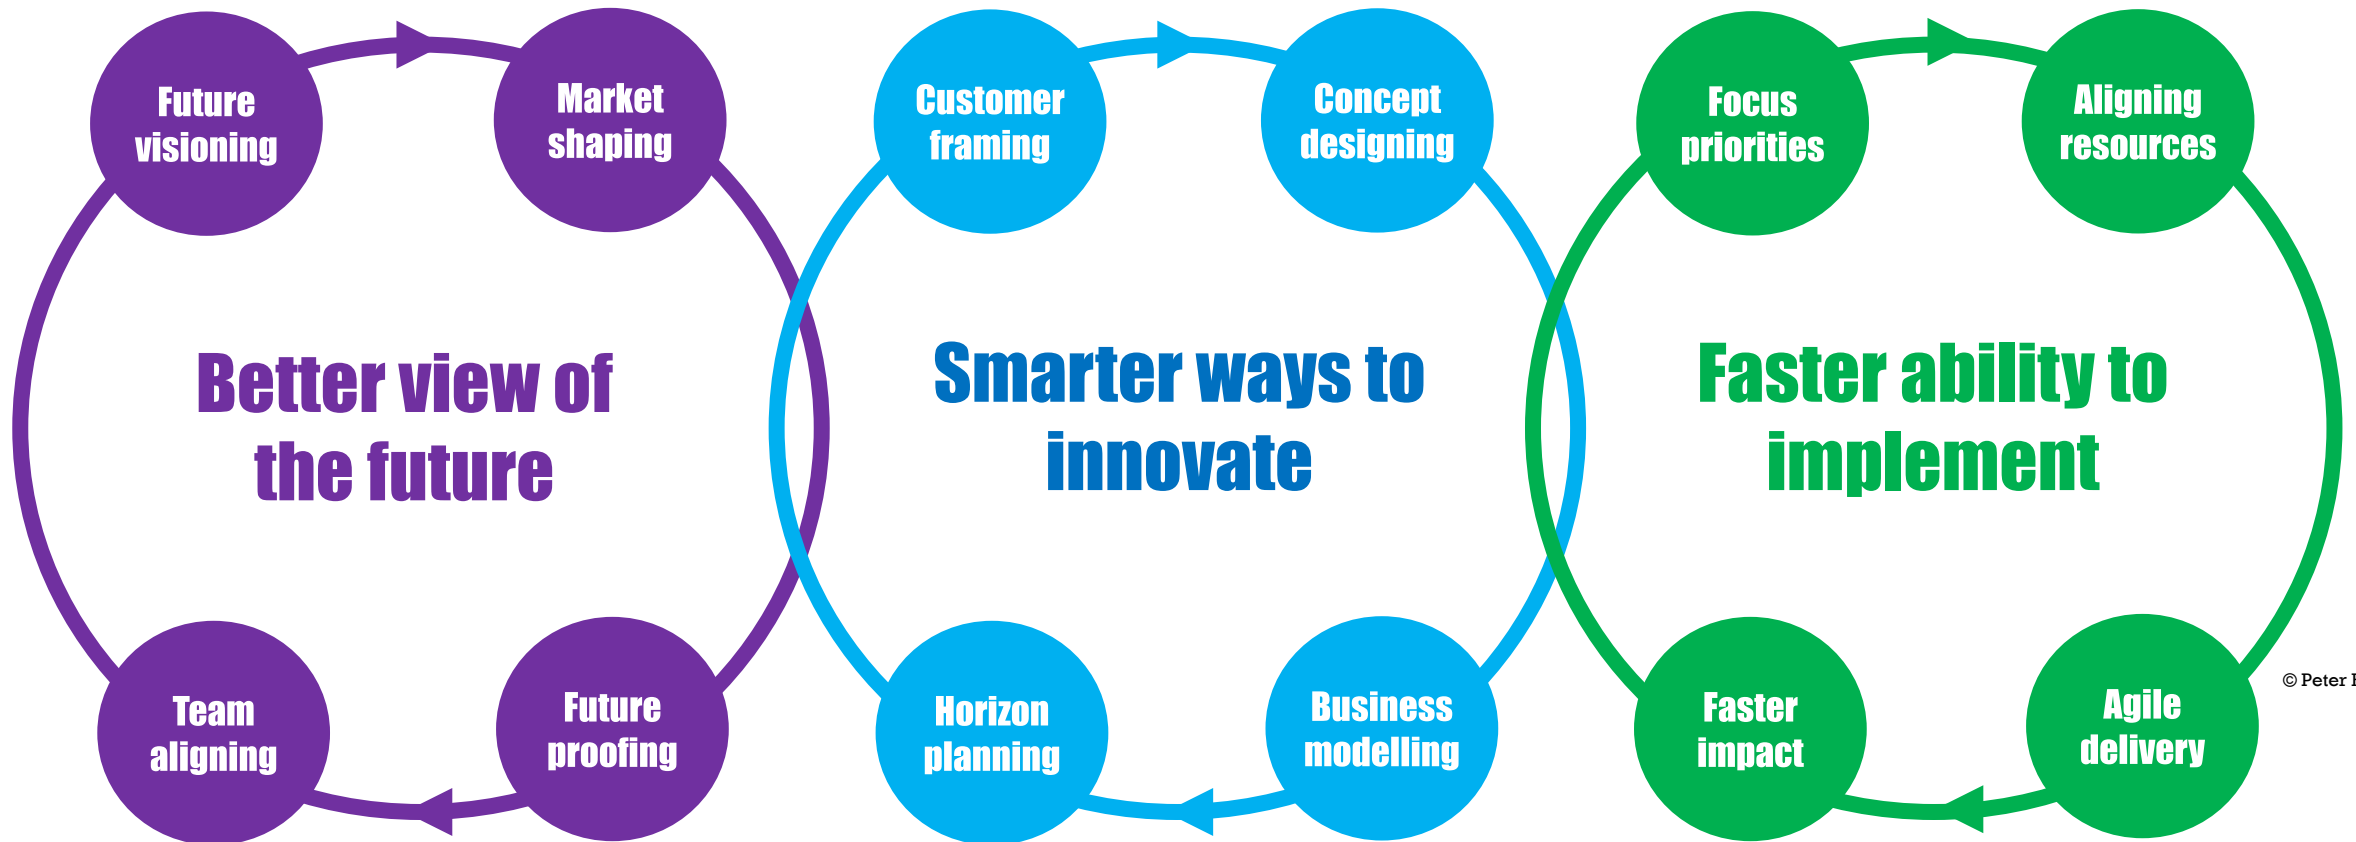 Future
visioning
Market
shaping
Better view of
the future
Team
aligning
Future
proofing
Customer
framing
Concept
designing
Smarter ways to
innovate
Horizon
planning
Business
modelling
Focus
priorities
Aligning
resources
Faster ability to
implement
Faster
impact
Agile
delivery
© Peter